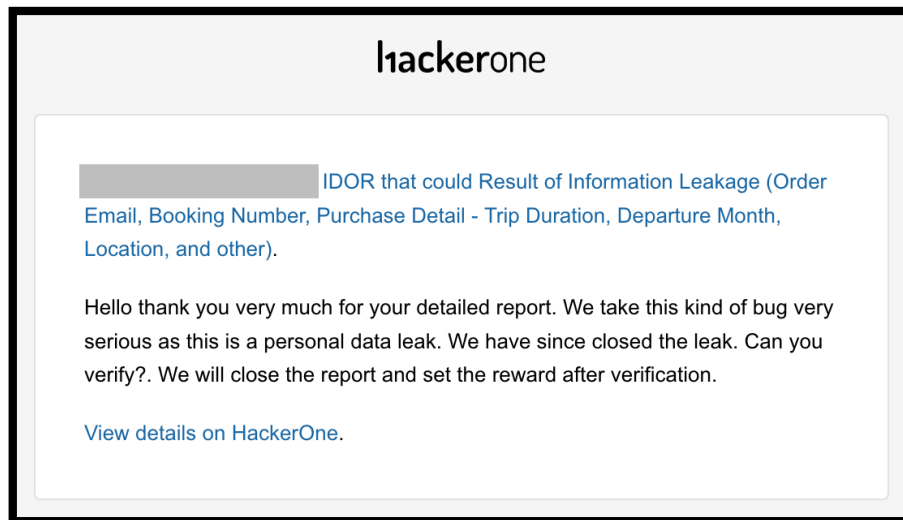 hackerone
IDOR that could Result of Information Leakage (Order
Email, Booking Number, Purchase Detail - Trip Duration, Departure Month,
Location, and other).
Hello thank you very much for your detailed report. We take this kind of bug very
serious as this is a personal data leak. We have since closed the leak. Can you
verify?. We will close the report and set the reward after verification.
View details on HackerOne.